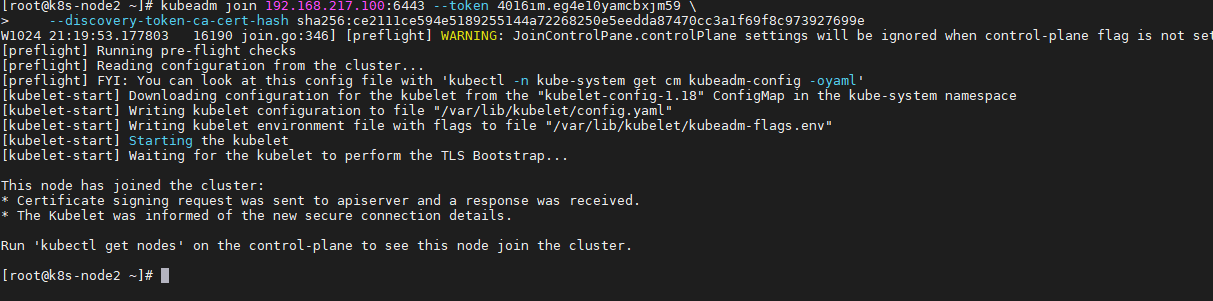 [root@k8s-node2 ~]# kubeadm join 192.168.217.100:6443 --token 4016im.eg4e10yamcbxjm59 \
>     --discovery-token-ca-cert-hash sha256:ce2111ce594e5189255144a72268250e5eedda87470cc3a1f69f8c973927699e
W1024 21:19:53.177803   16190 join.go:346] [preflight] WARNING: JoinControlPane.controlPlane settings will be ignored when control-plane flag is not set
[preflight] Running pre-flight checks
[preflight] Reading configuration from the cluster...
[preflight] FYI: You can look at this config file with 'kubectl -n kube-system get cm kubeadm-config -oyaml'
[kubelet-start] Downloading configuration for the kubelet from the "kubelet-config-1.18" ConfigMap in the kube-system namespace
[kubelet-start] Writing kubelet configuration to file "/var/lib/kubelet/config.yaml"
[kubelet-start] Writing kubelet environment file with flags to file "/var/lib/kubelet/kubeadm-flags.env"
[kubelet-start] Starting the kubelet
[kubelet-start] Waiting for the kubelet to perform the TLS Bootstrap...
This node has joined the cluster:
* Certificate signing request was sent to apiserver and a response was received.
* The Kubelet was informed of the new secure connection details.
Run 'kubectl get nodes' on the control-plane to see this node join the cluster.
[root@k8s-node2 ~]#